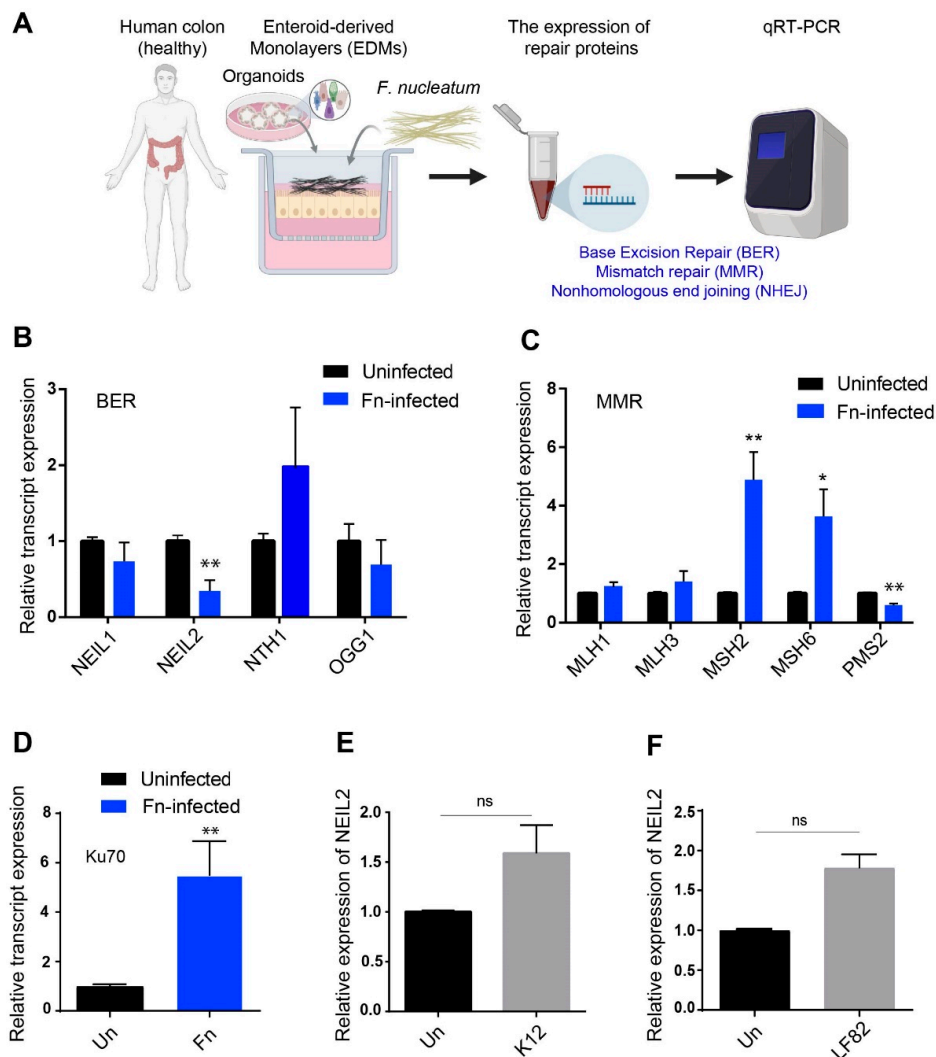 A
Human colon
(healthy)
Enteroid-derived
Monolayers (EDMs)
Organoids
F. nucleatum
The expression of
repair proteins
qRT-PCR
Base Excision Repair (BER)
Mismatch repair (MMR)
Nonhomologous end joining (NHEJ)
B
Relative transcript expression
3
2
1
0
BER
Uninfected
Fn-infected
**
NEIL1
NEIL2
NTH1
OGG1
C
Relative transcript expression
8
6
4
2
0
MMR
Uninfected
Fn-infected
**
*
**
MLH1
MLH3
MSH2
MSH6
PMS2
D
Relative transcript expression
8
6
4
2
0
Uninfected
Fn-infected
Ku70
**
Un
Fn
E
Relative expression of NEIL2
2.0
1.5
1.0
0.5
0.0
ns
Un
K12
F
Relative expression of NEIL2
2.5
2.0
1.5
1.0
0.5
0.0
ns
Un
LF82